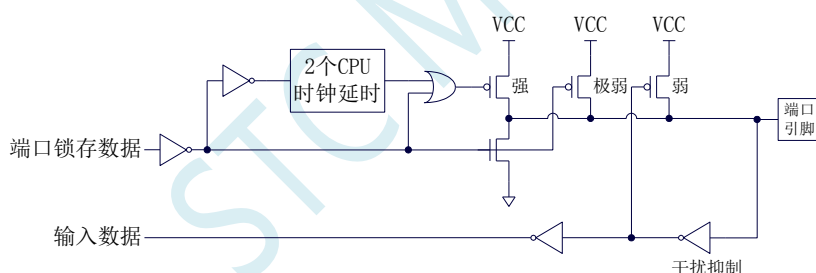 VCC VCC VCC
2个CPU
时钟延时
强 极弱 弱
端口
引脚
端口锁存数据
输入数据
干扰抑制
STCM